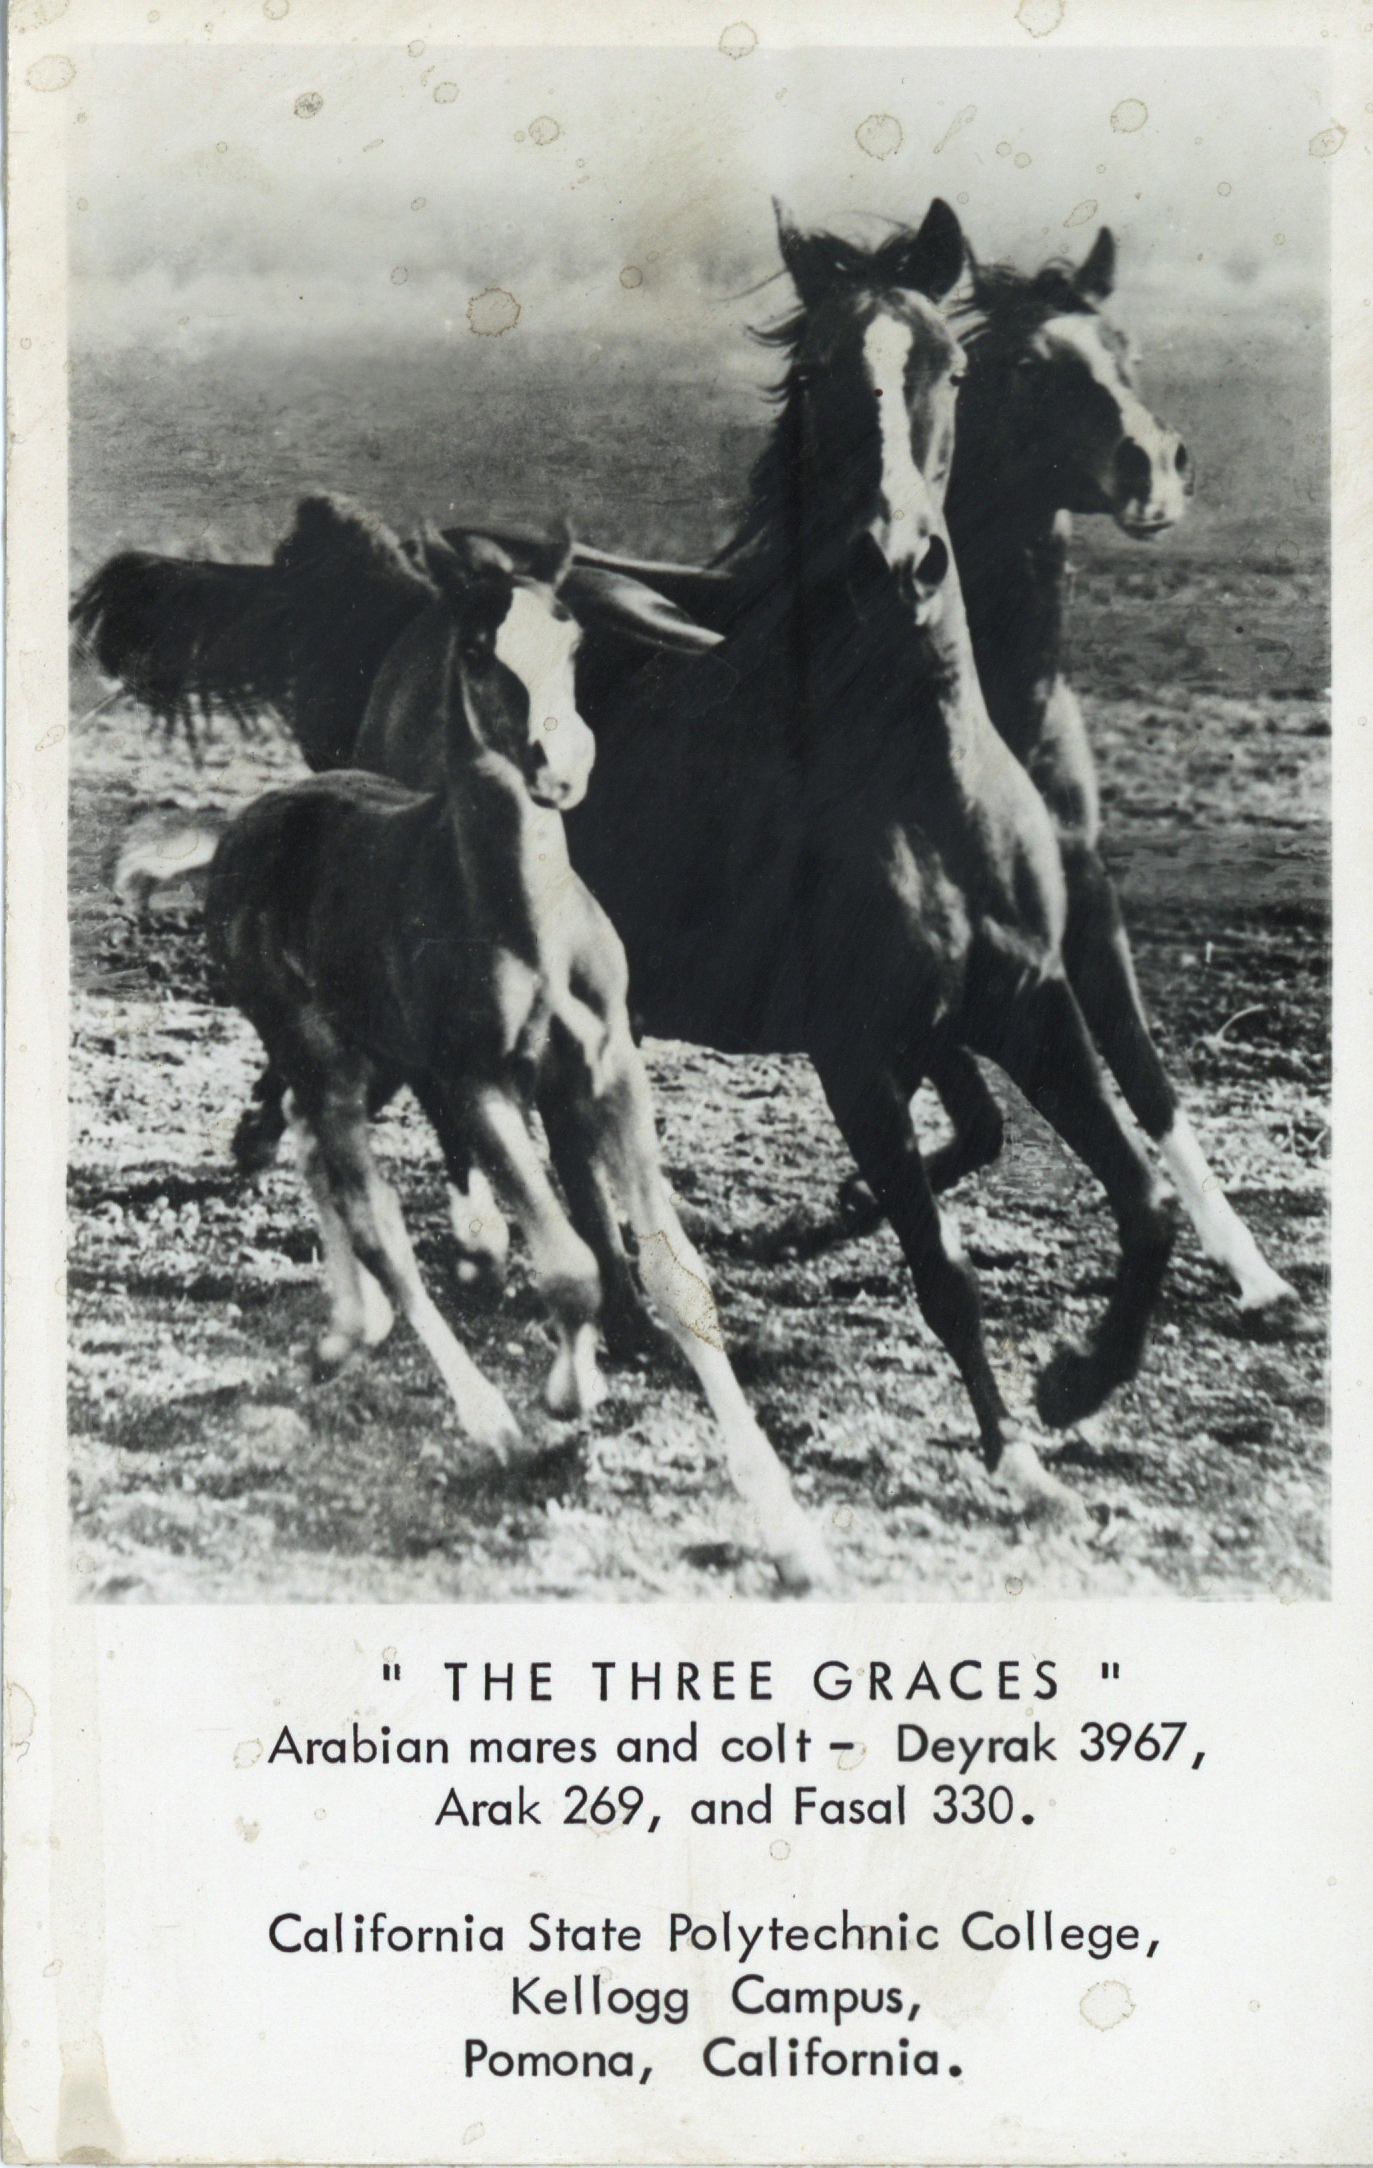 " THE THREE GRACES "
Arabian mares and colt - Deyrak 3967,
Arak 269, and Fasal 330.
California State Polytechnic College,
Kellogg Campus,
Pomona, California.